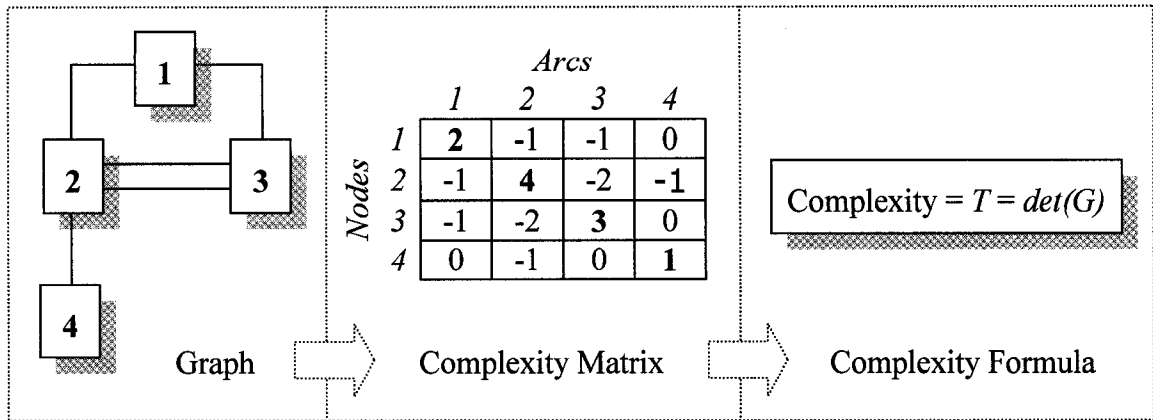 1
2
3
4
Graph
Arcs
1 2 3 4
Nodes
1 2 -1 -1 0
2 -1 4 -2 -1
3 -1 -2 3 0
4 0 -1 0 1
Complexity Matrix
Complexity = T = det(G)
Complexity Formula